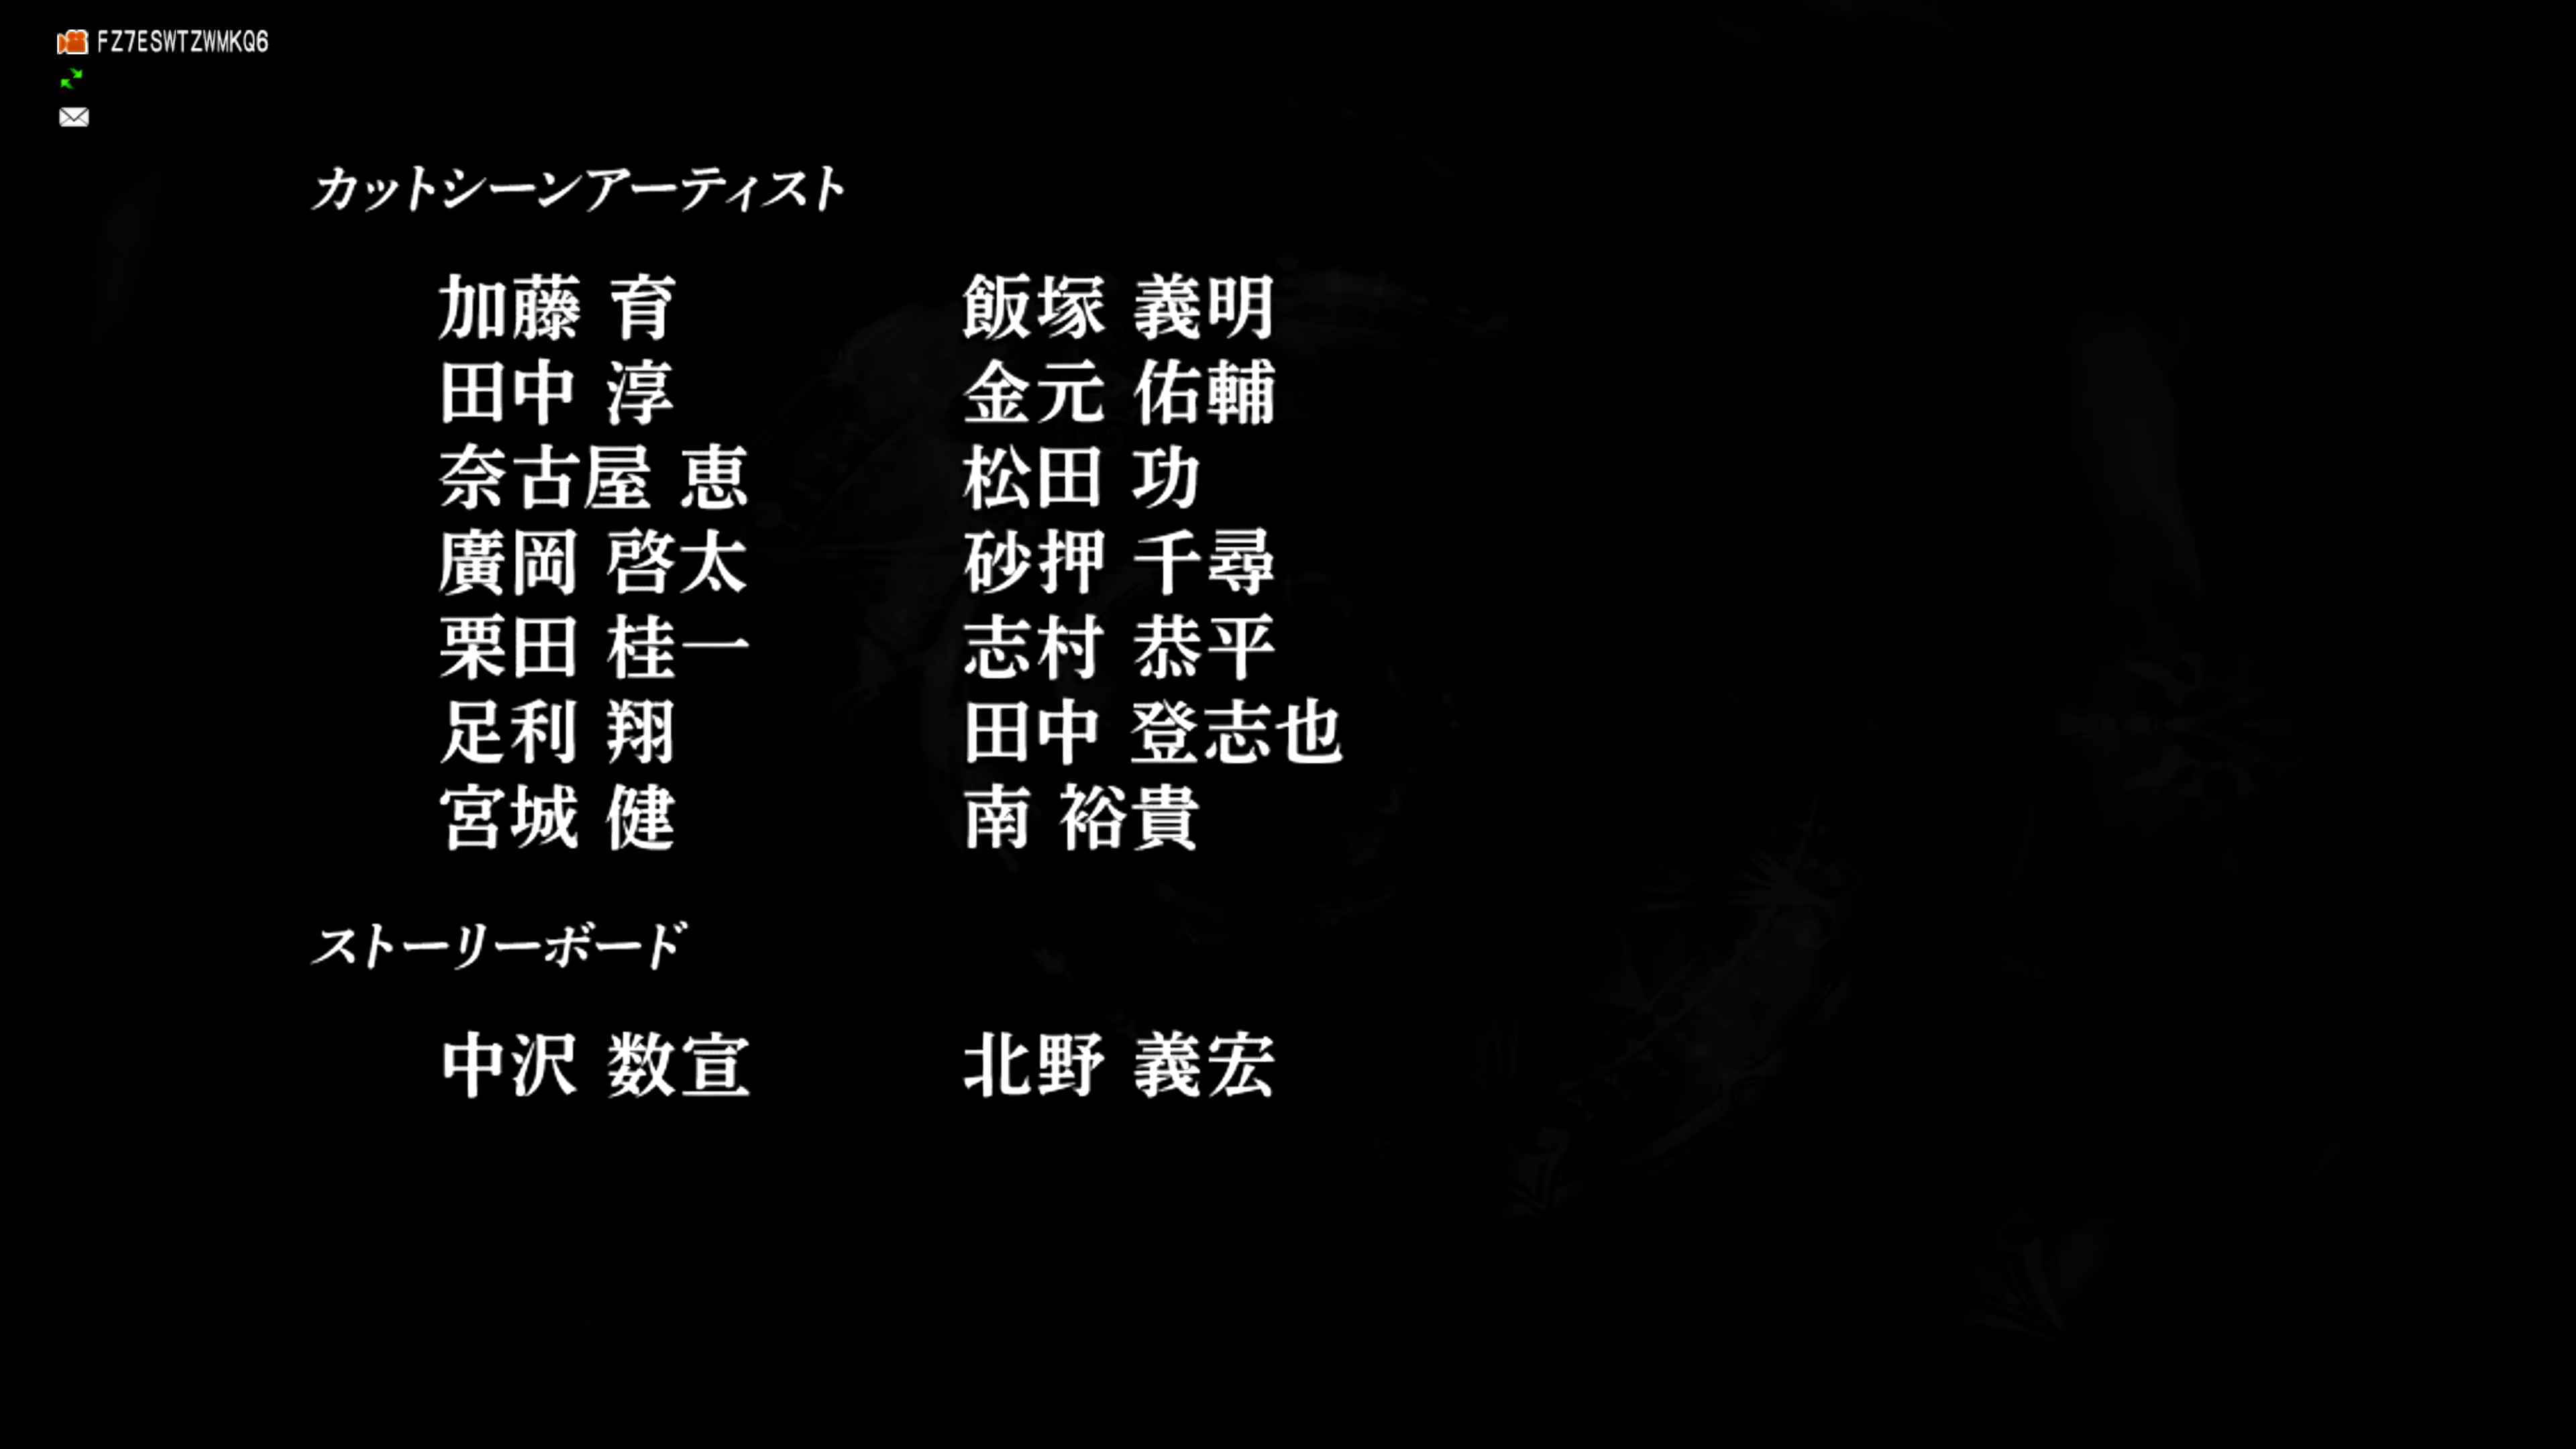 FZ7ESWTZWMKQ6
カットシーンアーティスト
加藤 育 飯塚 義明
田中 淳 金元 佑輔
奈古屋 恵 松田 功
廣岡 啓太 砂押 千尋
栗田 桂一 志村 恭平
足利 翔 田中 登志也
宮城 健 南 裕貴
ストーリーボード
中沢 数宣 北野 義宏